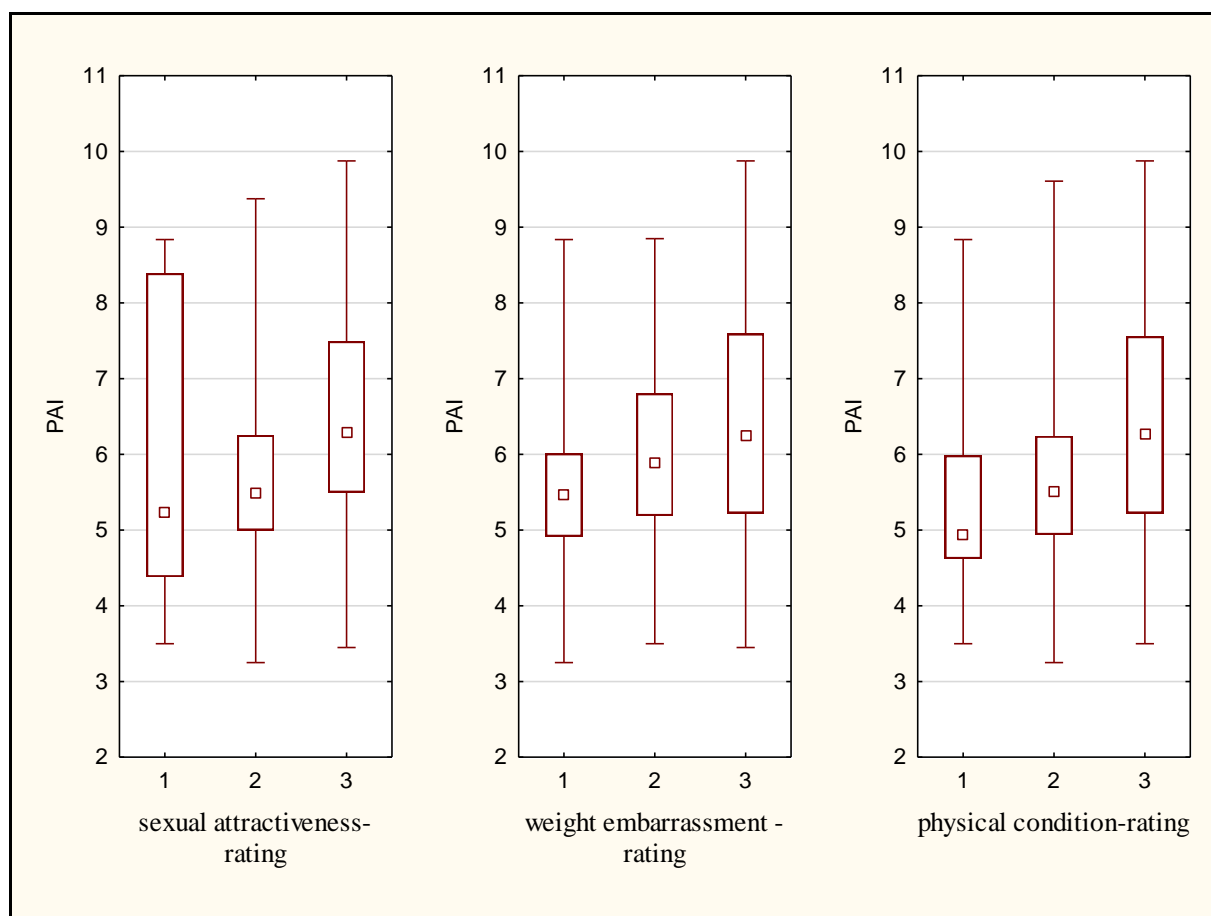 11
10
9
8
7
6
5
4
3
2
PAI
1 2 3
sexual attractiveness-
rating
11
10
9
8
7
6
5
4
3
2
PAI
1 2 3
weight embarrassment -
rating
11
10
9
8
7
6
5
4
3
2
PAI
1 2 3
physical condition-rating